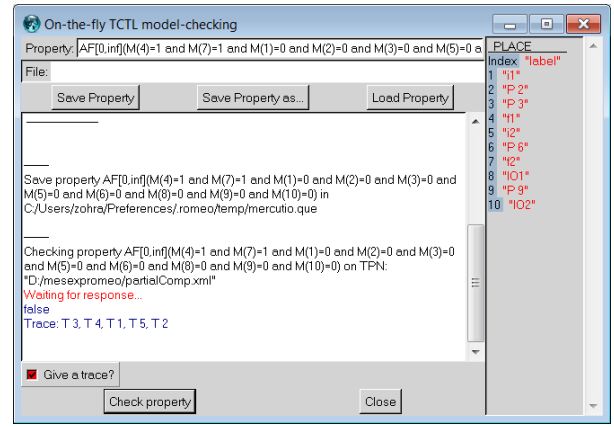 On-the-fly TCTL model-checking
Property: AF[0,inf](M(4)=1 and M(7)=1 and M(1)=0 and M(2)=0 and M(3)=0 and M(5)=0 a
File:
Save Property
Save Property as...
Load Property
Save property AF[0,inf](M(4)=1 and M(7)=1 and M(1)=0 and M(2)=0 and M(3)=0 and
M(5)=0 and M(6)=0 and M(8)=0 and M(9)=0 and M(10)=0) in
C:/Users/zohra/Preferences/.romeo/temp/mercutio.que
Checking property AF[0,inf](M(4)=1 and M(7)=1 and M(1)=0 and M(2)=0 and M(3)=0
and M(5)=0 and M(6)=0 and M(8)=0 and M(9)=0 and M(10)=0) on TPN:
"D:/mesexpromeo/partialComp.xml"
Waiting for response...
false
Trace: T 3, T 4, T 1, T 5, T 2
Give a trace?
Check property
Close
PLACE
Index "label"
1 "i1"
2 "P 2"
3 "P 3"
4 "f1"
5 "i2"
6 "P 6"
7 "f2"
8 "IO1"
9 "P 9"
10 "IO2"